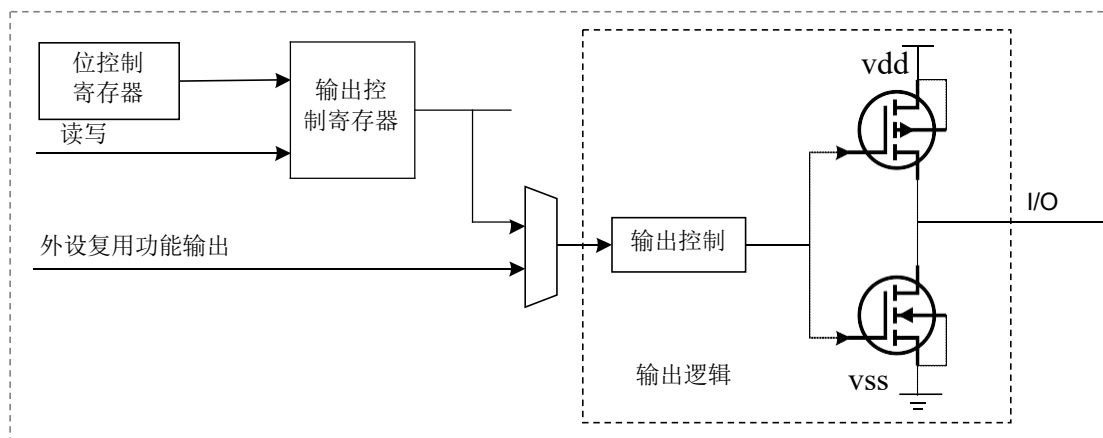 位控制
寄存器
输出控
制寄存器
读写
外设复用功能输出
输出控制
输出逻辑
vdd
vss
I/O